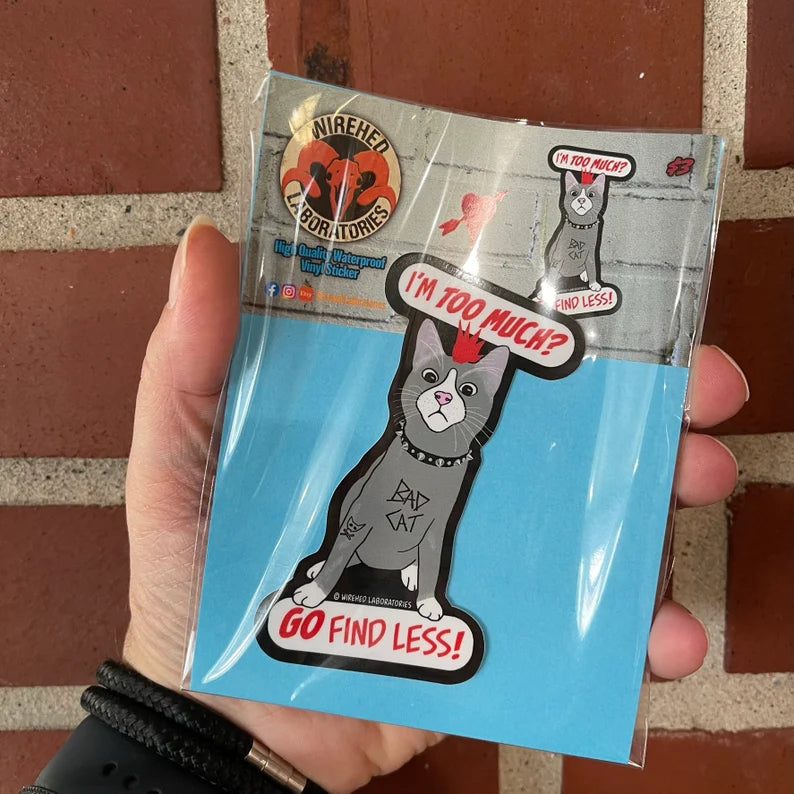 WIREHED
LABORATORIES
High Quality Waterproof
Vinyl Sticker
Etsy
I'M TOO MUCH?
BAD
CAT
FIND LESS!
I'M TOO MUCH?
BAD
CAT
© WIREHED LABORATORIES
GO FIND LESS!